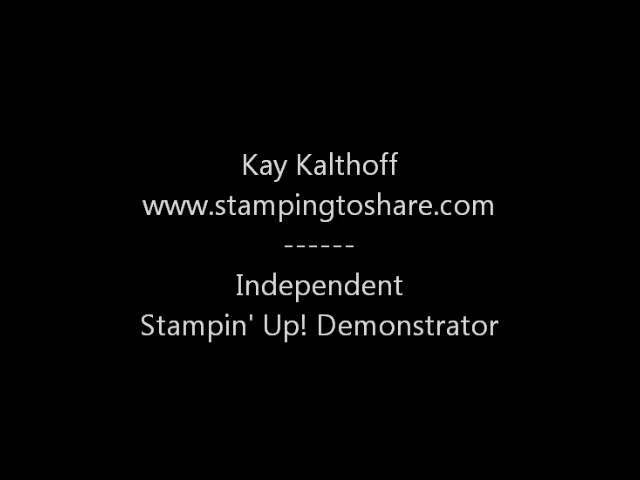 Kay Kalthoff
www.stampingtoshare.com
------
Independent
Stampin' Up! Demonstrator